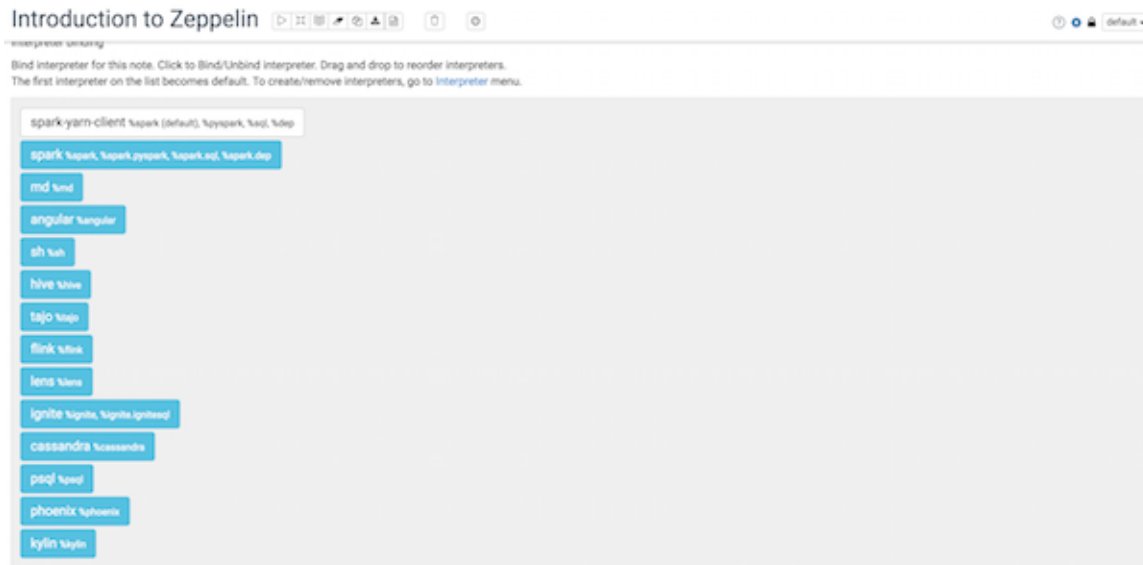 Introduction to Zeppelin
default
Interpreter binding
Bind interpreter for this note. Click to Bind/Unbind interpreter. Drag and drop to reorder interpreters.
The first interpreter on the list becomes default. To create/remove interpreters, go to Interpreter menu.
spark-yarn-client %spark (default), %pyspark, %sql, %dep
spark %spark, %spark.pyspark, %spark.sql, %spark.dep
md %md
angular %angular
sh %sh
hive %hive
tajo %tajo
flink %flink
lens %lens
ignite %ignite, %ignite.ignitesql
cassandra %cassandra
psql %psql
phoenix %phoenix
kylin %kylin